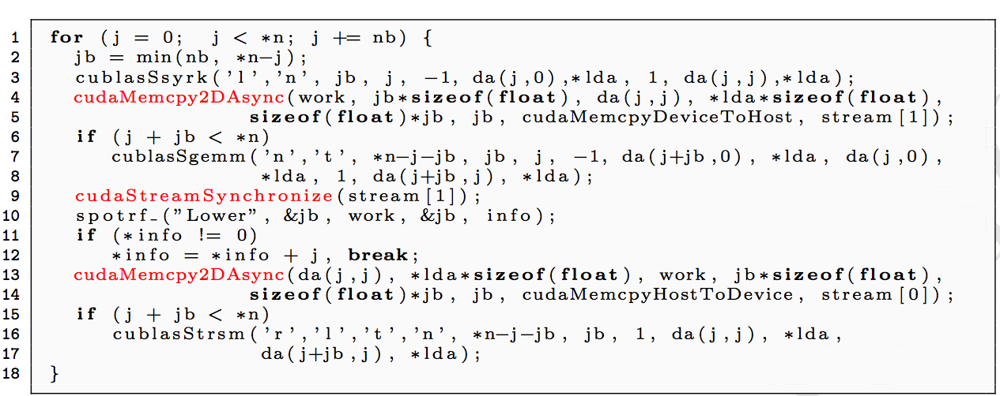 1 for (j = 0; j < *n; j += nb) {
2 jb = min(nb, *n−j);
3 cublasSsyrk('l','n', jb, j, −1, da(j,0),*lda, 1, da(j,j),*lda);
4 cudaMemcpy2DAsync(work, jb*sizeof(float), da(j,j), *lda*sizeof(float),
5 sizeof(float)*jb, jb, cudaMemcpyDeviceToHost, stream[1]);
6 if (j + jb < *n)
7 cublasSgemm('n','t', *n−j−jb, jb, j, −1, da(j+jb,0), *lda, da(j,0),
8 *lda, 1, da(j+jb,j), *lda);
9 cudaStreamSynchronize(stream[1]);
10 spotrf_("Lower", &jb, work, &jb, info);
11 if (*info != 0)
12 *info = *info + j, break;
13 cudaMemcpy2DAsync(da(j,j), *lda*sizeof(float), work, jb*sizeof(float),
14 sizeof(float)*jb, jb, cudaMemcpyHostToDevice, stream[0]);
15 if (j + jb < *n)
16 cublasStrsm('r','l','t','n', *n−j−jb, jb, 1, da(j,j), *lda,
17 da(j+jb,j), *lda);
18 }